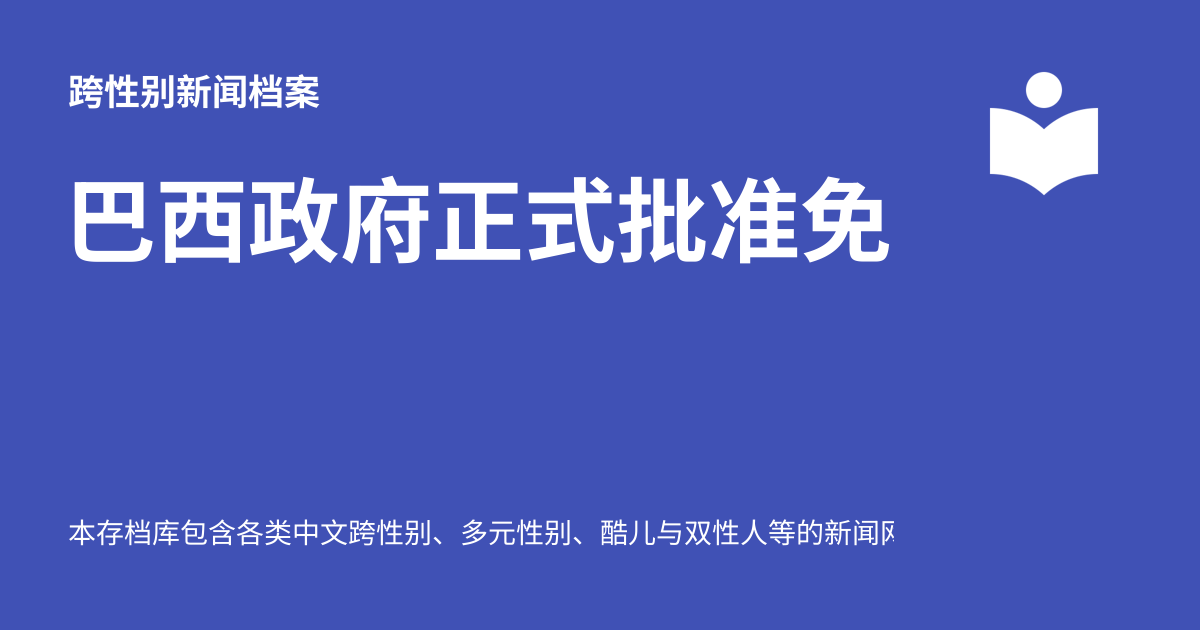 跨性别新闻档案
巴西政府正式批准免
本存档库包含各类中文跨性别、多元性别、酷儿与双性人等的新闻网